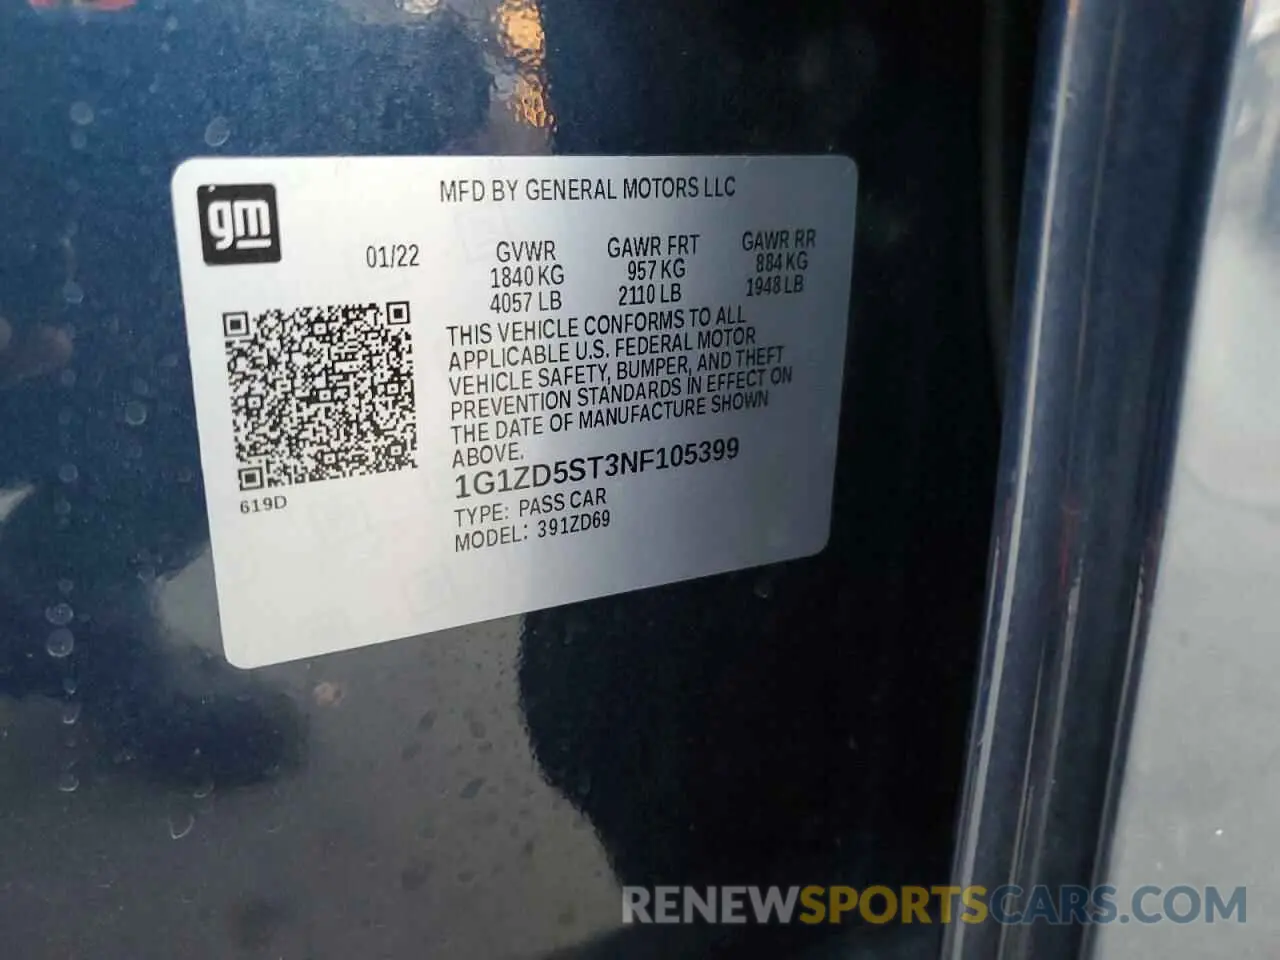 gm
MFD BY GENERAL MOTORS LLC
01/22
GVWR
1840 KG
4057 LB
GAWR FRT
957 KG
2110 LB
GAWR RR
884 KG
1948 LB
THIS VEHICLE CONFORMS TO ALL
APPLICABLE U.S. FEDERAL MOTOR
VEHICLE SAFETY, BUMPER, AND THEFT
PREVENTION STANDARDS IN EFFECT ON
THE DATE OF MANUFACTURE SHOWN
ABOVE.
1G1ZD5ST3NF105399
TYPE: PASS CAR
MODEL: 391ZD69
619D
RENEWSPORTSCARS.COM